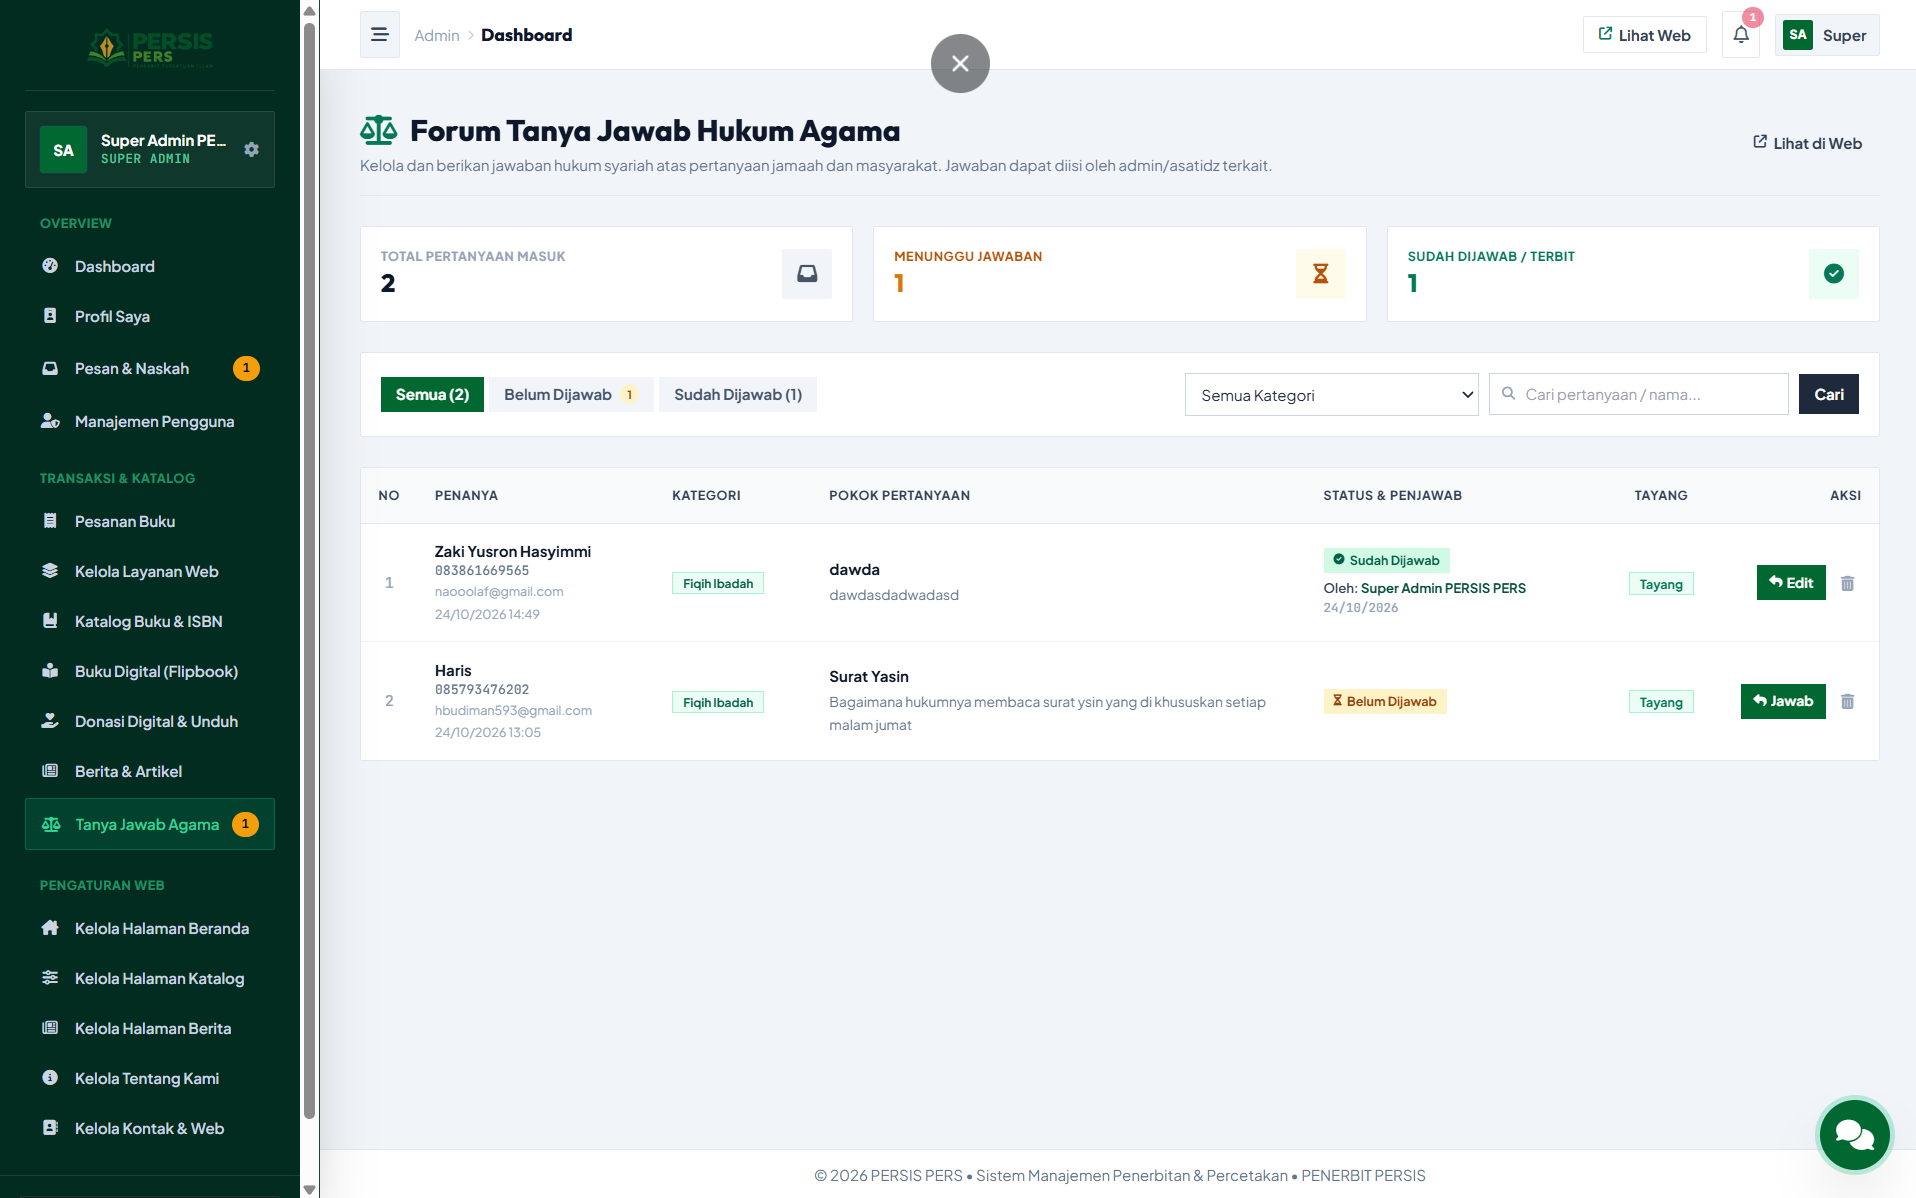 PERSIS
PERS
SA
Super Admin PE...
SUPER ADMIN
OVERVIEW
Dashboard
Profil Saya
Pesan & Naskah 1
Manajemen Pengguna
TRANSAKSI & KATALOG
Pesanan Buku
Kelola Layanan Web
Katalog Buku & ISBN
Buku Digital (Flipbook)
Donasi Digital & Unduh
Berita & Artikel
Tanya Jawab Agama 1
PENGATURAN WEB
Kelola Halaman Beranda
Kelola Halaman Katalog
Kelola Halaman Berita
Kelola Tentang Kami
Kelola Kontak & Web
Admin > Dashboard
Lihat Web
1
SA Super
Forum Tanya Jawab Hukum Agama
Kelola dan berikan jawaban hukum syariah atas pertanyaan jamaah dan masyarakat. Jawaban dapat diisi oleh admin/asatidz terkait.
Lihat di Web
TOTAL PERTANYAAN MASUK
2
MENUNGGU JAWABAN
1
SUDAH DIJAWAB / TERBIT
1
Semua (2) Belum Dijawab 1 Sudah Dijawab (1)
Semua Kategori
Cari pertanyaan / nama...
Cari
NO PENANYA KATEGORI POKOK PERTANYAAN STATUS & PENJAWAB TAYANG AKSI
1
Zaki Yusron Hasyimmi
083861669565
naooolaf@gmail.com
24/10/2026 14:49
Fiqih Ibadah
dawda
dawdasdadwadasd
Sudah Dijawab
Oleh: Super Admin PERSIS PERS
24/10/2026
Tayang
Edit
2
Haris
085793476202
hbudiman593@gmail.com
24/10/2026 13:05
Fiqih Ibadah
Surat Yasin
Bagaimana hukumnya membaca surat ysin yang di khususkan setiap
malam jumat
Belum Dijawab
Tayang
Jawab
© 2026 PERSIS PERS • Sistem Manajemen Penerbitan & Percetakan • PENERBIT PERSIS